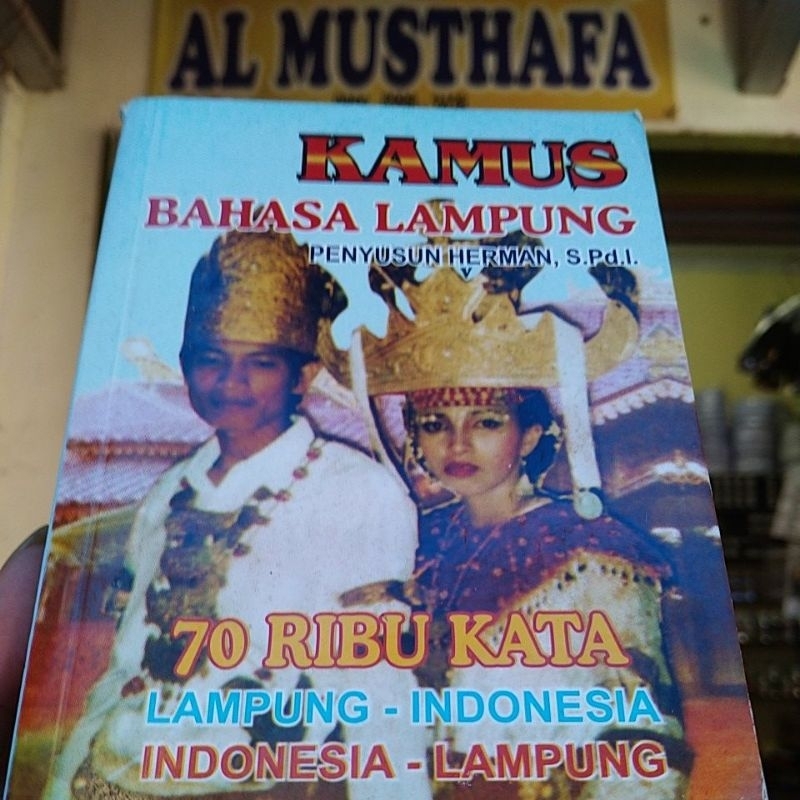 AL MUSTHAFA
KAMUS
BAHASA LAMPUNG
PENYUSUN HERMAN, S.Pd.I.
70 RIBU KATA
LAMPUNG - INDONESIA
INDONESIA - LAMPUNG